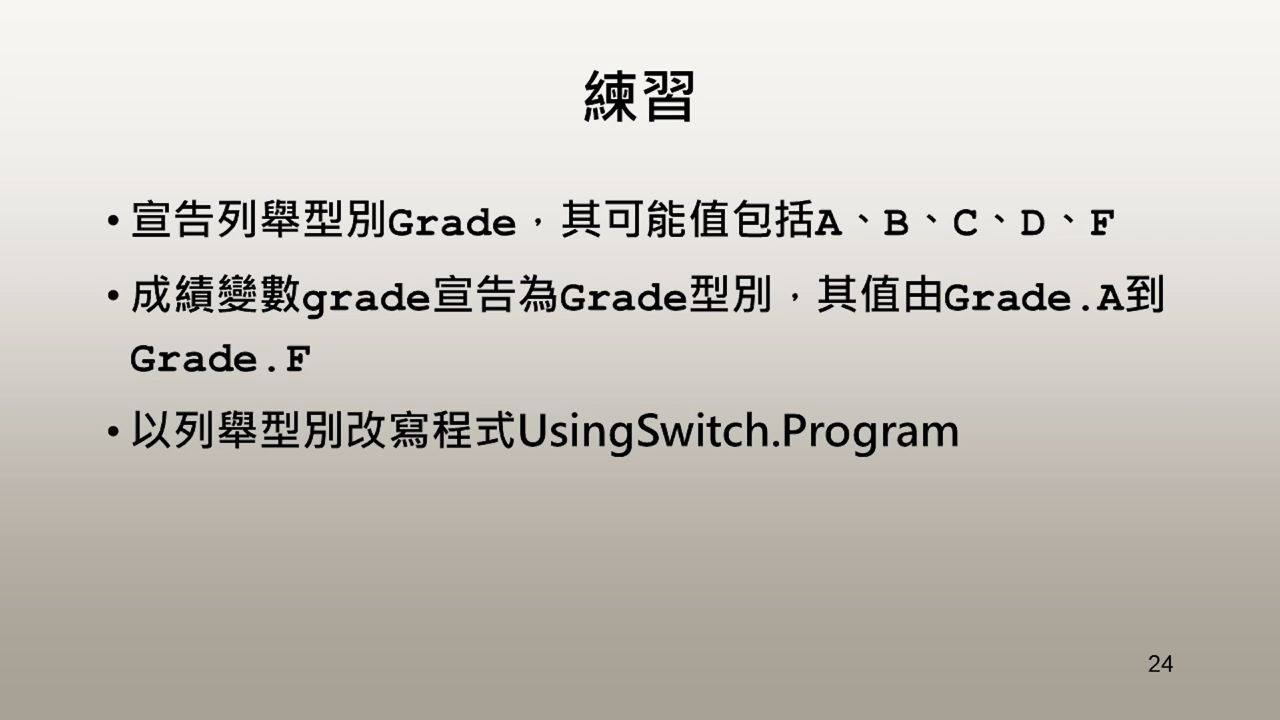 練習
• 宣告列舉型別Grade，其可能值包括A、B、C、D、F
• 成績變數grade宣告為Grade型別，其值由Grade.A到
Grade.F
• 以列舉型別改寫程式UsingSwitch.Program
24